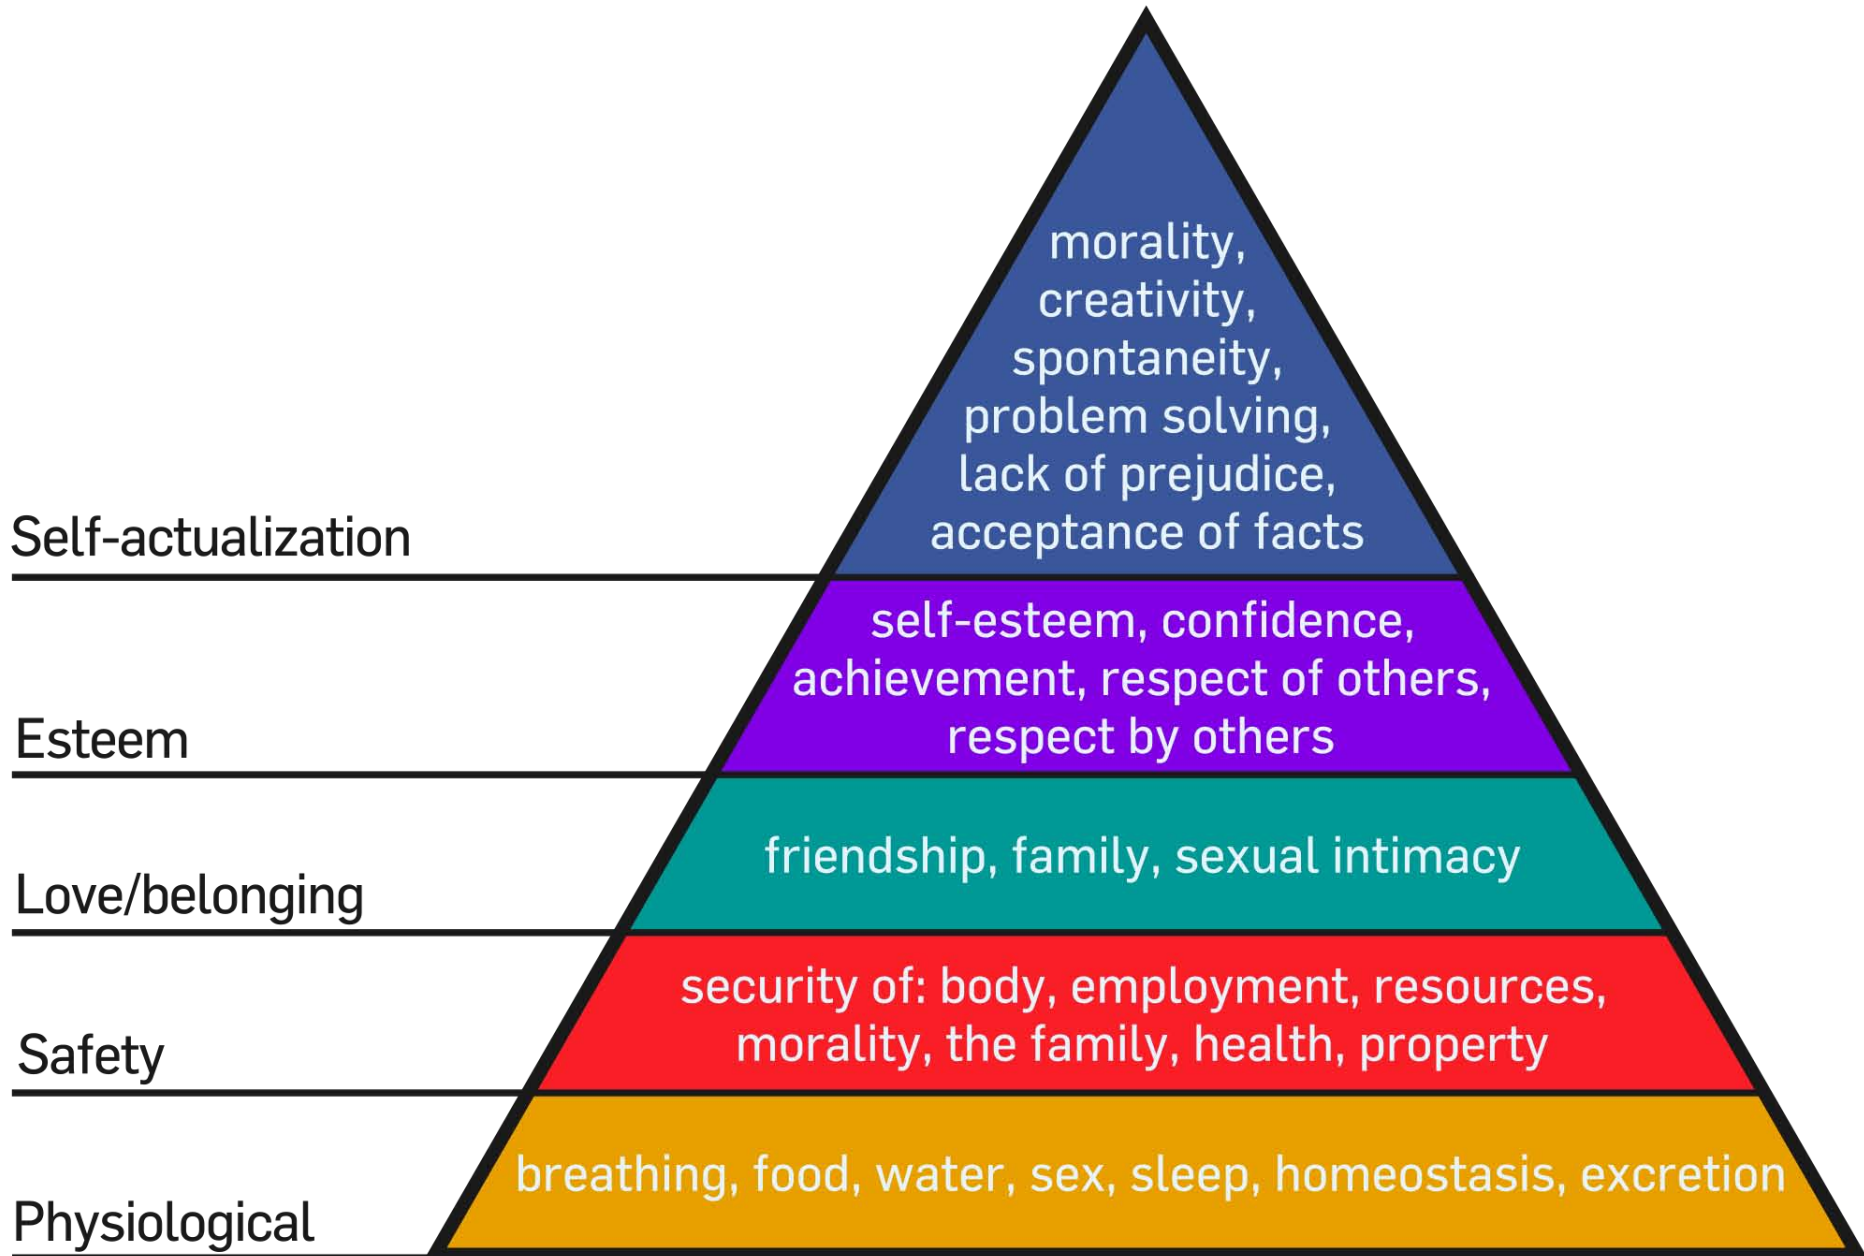 morality,
creativity,
spontaneity,
problem solving,
lack of prejudice,
acceptance of facts
Self-actualization
self-esteem, confidence,
achievement, respect of others,
respect by others
Esteem
friendship, family, sexual intimacy
Love/belonging
security of: body, employment, resources,
morality, the family, health, property
Safety
breathing, food, water, sex, sleep, homeostasis, excretion
Physiological